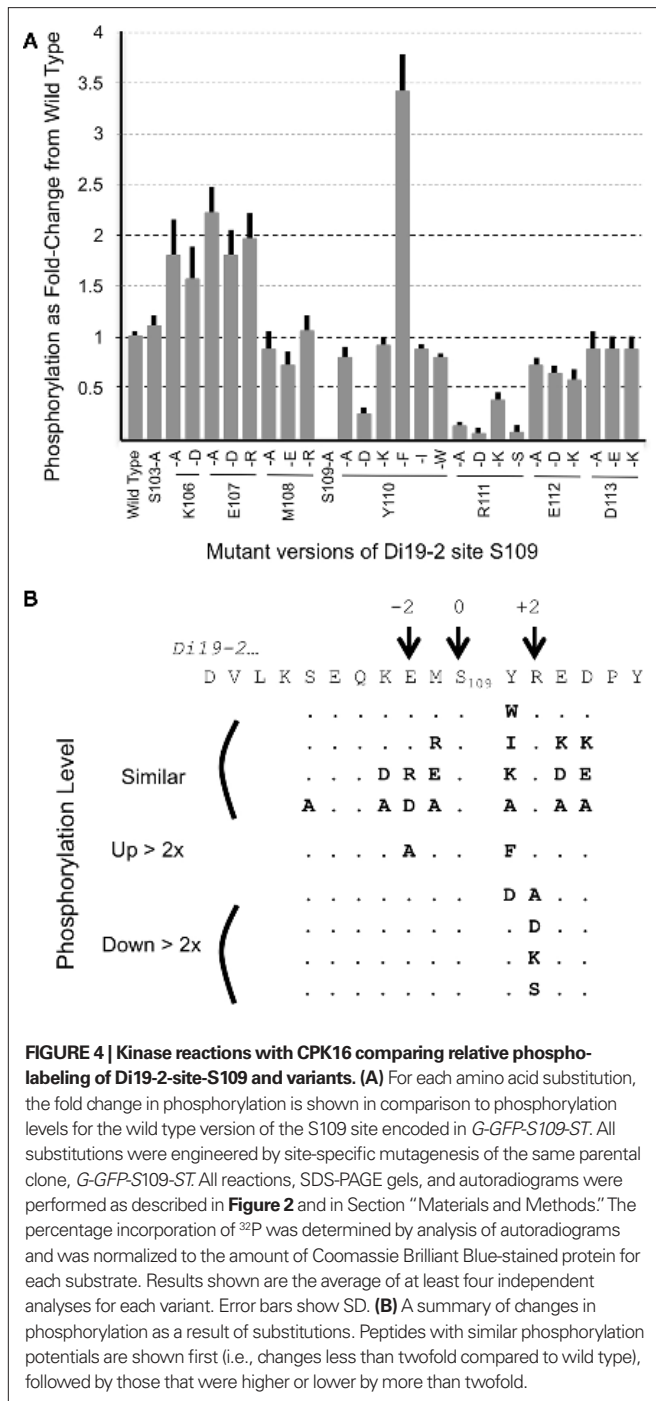 A
Phosphorylation as Fold-Change from Wild Type
4
3.5
3
2.5
2
1.5
1
0.5
Wild Type
S103-A
-A
-D
-A
-D
-R
-A
-E
-R
S109-A
-A
-D
-K
-F
-I
-W
-A
-D
-K
-S
-A
-D
-K
-A
-E
-K
K106
E107
M108
Y110
R111
E112
D113
Mutant versions of Di19-2 site S109
B
-2 0 +2
Di19-2...
D V L K S E Q K E M S109 Y R E D P Y
Phosphorylation Level
Similar
. . . . . . . W . . .
. . . . . R . I . K K
. . . D R E . K . D E
A . . A D A . A . A A
Up > 2x
. . . . A . . F . . .
Down > 2x
. . . . . . . D A . .
. . . . . . . . D . .
. . . . . . . . K . .
. . . . . . . . S . .
FIGURE 4 | Kinase reactions with CPK16 comparing relative phospho-
labeling of Di19-2-site-S109 and variants. (A) For each amino acid substitution,
the fold change in phosphorylation is shown in comparison to phosphorylation
levels for the wild type version of the S109 site encoded in G-GFP-S109-ST. All
substitutions were engineered by site-specific mutagenesis of the same parental
clone, G-GFP-S109-ST. All reactions, SDS-PAGE gels, and autoradiograms were
performed as described in Figure 2 and in Section "Materials and Methods." The
percentage incorporation of ³²P was determined by analysis of autoradiograms
and was normalized to the amount of Coomassie Brilliant Blue-stained protein for
each substrate. Results shown are the average of at least four independent
analyses for each variant. Error bars show SD. (B) A summary of changes in
phosphorylation as a result of substitutions. Peptides with similar phosphorylation
potentials are shown first (i.e., changes less than twofold compared to wild type),
followed by those that were higher or lower by more than twofold.